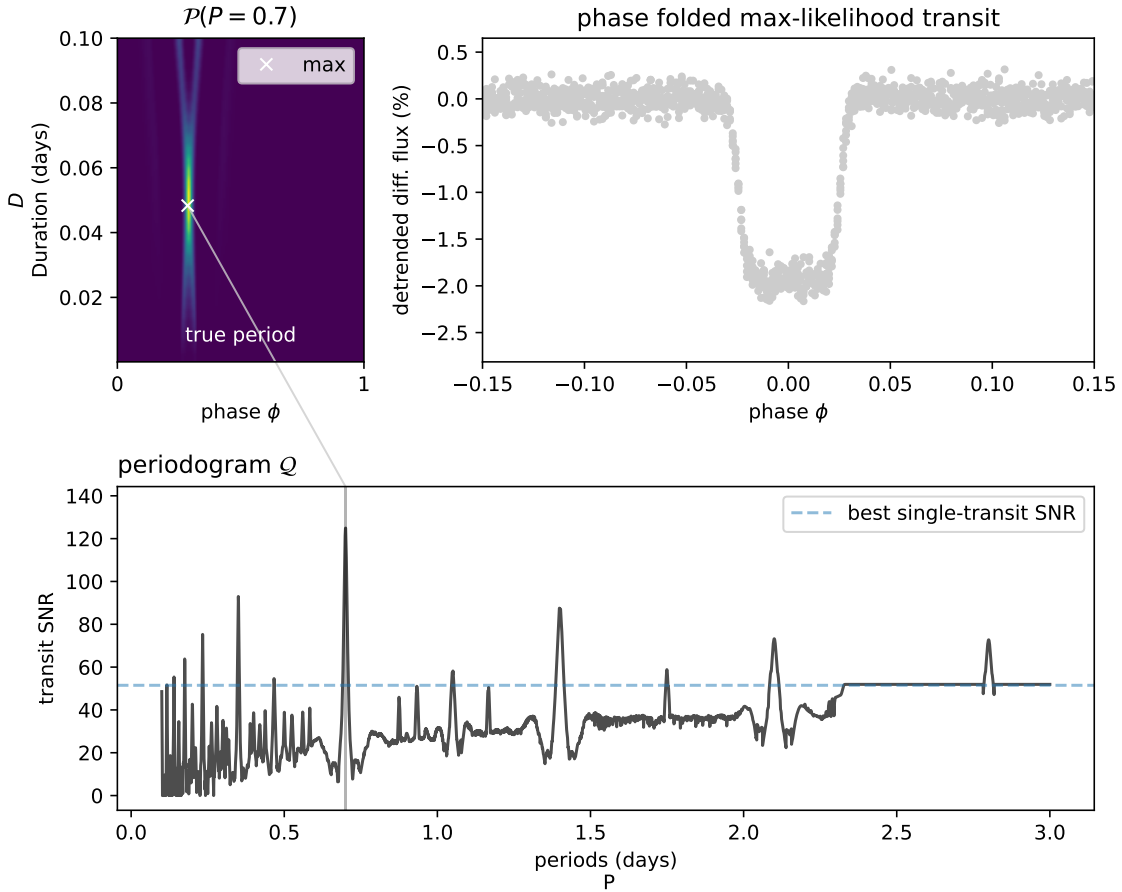 𝒫(P = 0.7)
0.10
0.08
0.06
0.04
0.02
D
Duration (days)
max
true period
0
1
phase ϕ
phase folded max-likelihood transit
0.5
0.0
−0.5
−1.0
−1.5
−2.0
−2.5
detrended diff. flux (%)
−0.15
−0.10
−0.05
0.00
0.05
0.10
0.15
phase ϕ
periodogram 𝒬
140
120
100
80
60
40
20
0
transit SNR
best single-transit SNR
0.0
0.5
1.0
1.5
2.0
2.5
3.0
periods (days)
P